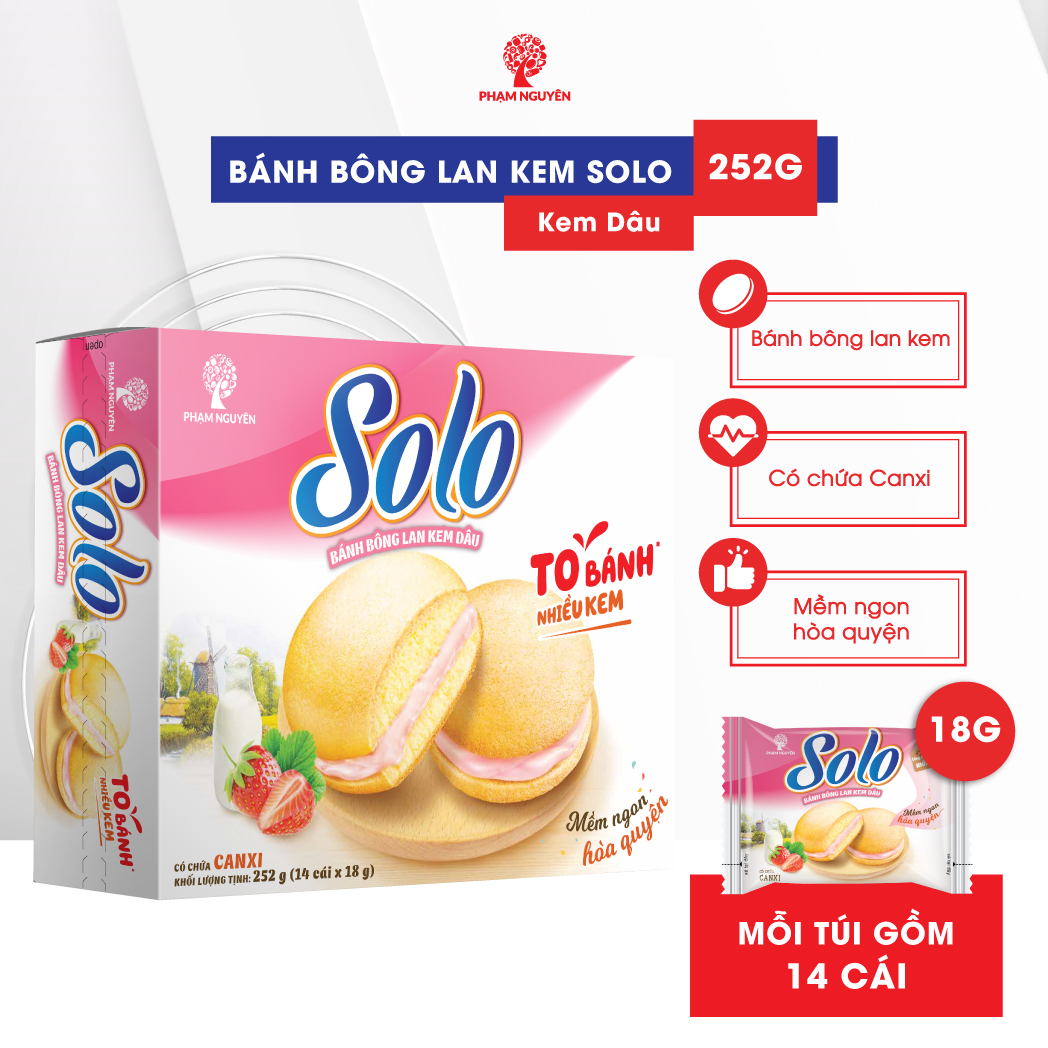 PHẠM NGUYÊN
BÁNH BÔNG LAN KEM SOLO
252G
Kem Dâu
Bánh bông lan kem
Có chứa Canxi
Mềm ngon
hòa quyện
open
PHẠM NGUYÊN
Solo
BÁNH BÔNG LAN KEM DÂU
TO BÁNH
NHIỀU KEM
PHẠM NGUYÊN
Solo
BÁNH BÔNG LAN KEM DÂU
TO BÁNH*
NHIỀU KEM
Mềm ngon
hòa quyện
CÓ CHỨA CANXI
KHỐI LƯỢNG TỊNH: 252 g (14 cái x 18 g)
18G
PHẠM NGUYÊN
Solo
BÁNH BÔNG LAN KEM DÂU
Mềm ngon
hòa quyện
CÓ CHỨA
CANXI
MỖI TÚI GỒM
14 CÁI